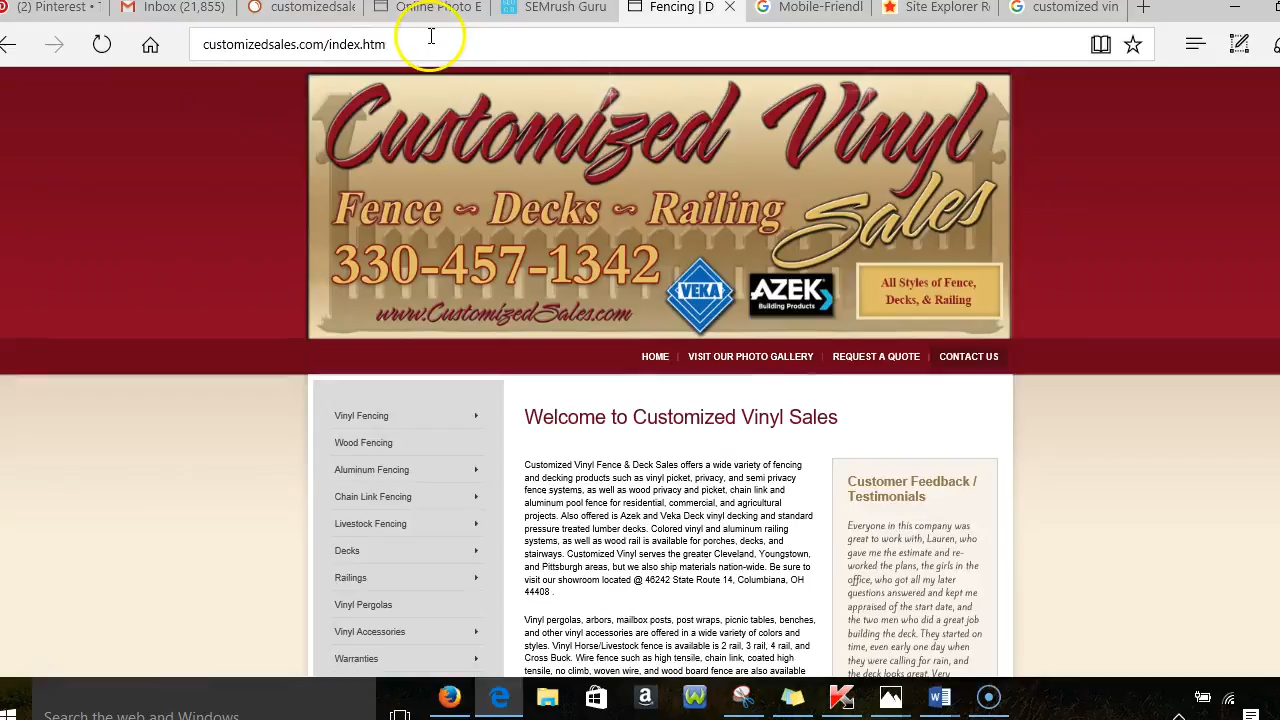 (2) Pinterest •
Inbox (21,855)
customizedsale
Online Photo E
SEMrush Guru
Fencing | D
Mobile-Friendl
Site Explorer R
customized vin
customizedsales.com/index.htm
Customized Vinyl
Sales
Fence ~ Decks ~ Railing
330-457-1342
www.CustomizedSales.com
VEKA
AZEK
Building Products
All Styles of Fence,
Decks, & Railing
HOME | VISIT OUR PHOTO GALLERY | REQUEST A QUOTE | CONTACT US
Vinyl Fencing
Wood Fencing
Aluminum Fencing
Chain Link Fencing
Livestock Fencing
Decks
Railings
Vinyl Pergolas
Vinyl Accessories
Warranties
Welcome to Customized Vinyl Sales
Customized Vinyl Fence & Deck Sales offers a wide variety of fencing
and decking products such as vinyl picket, privacy, and semi privacy
fence systems, as well as wood privacy and picket, chain link and
aluminum pool fence for residential, commercial, and agricultural
projects. Also offered is Azek and Veka Deck vinyl decking and standard
pressure treated lumber decks. Colored vinyl and aluminum railing
systems, as well as wood rail is available for porches, decks, and
stairways. Customized Vinyl serves the greater Cleveland, Youngstown,
and Pittsburgh areas, but we also ship materials nation-wide. Be sure to
visit our showroom located @ 46242 State Route 14, Columbiana, OH
44408 .
Vinyl pergolas, arbors, mailbox posts, post wraps, picnic tables, benches,
and other vinyl accessories are offered in a wide variety of colors and
styles. Vinyl Horse/Livestock fence is available is 2 rail, 3 rail, 4 rail, and
Cross Buck. Wire fence such as high tensile, chain link, coated high
tensile, no climb, woven wire, and wood board fence are also available
Customer Feedback /
Testimonials
Everyone in this company was
great to work with, Lauren, who
gave me the estimate and re-
worked the plans, the girls in the
office, who got all my later
questions answered and kept me
appraised of the start date, and
the two men who did a great job
building the deck. They started on
time, even early one day when
they were calling for rain, and
the deck looks great. Very
Search the web and Windows